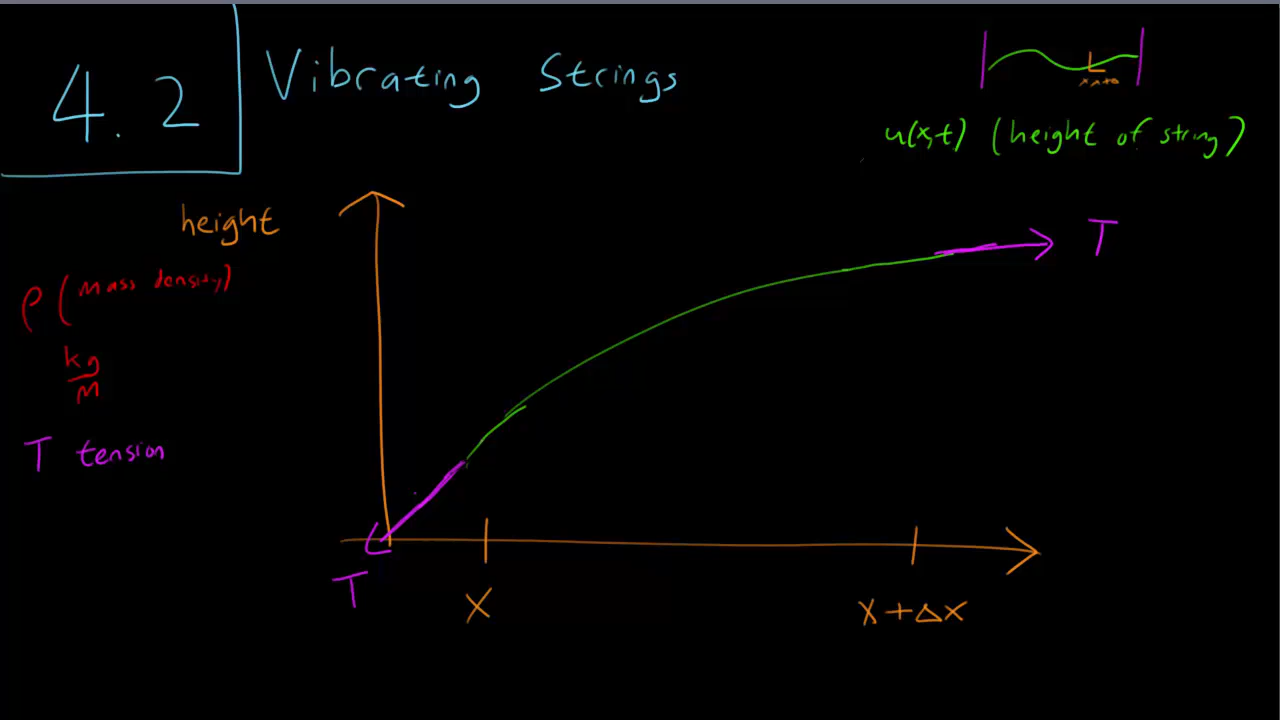 4.2
Vibrating Strings
u(x,t) (height of string)
height
ρ (Mass density)
kg
M
T tension
T
T
X
X+ΔX